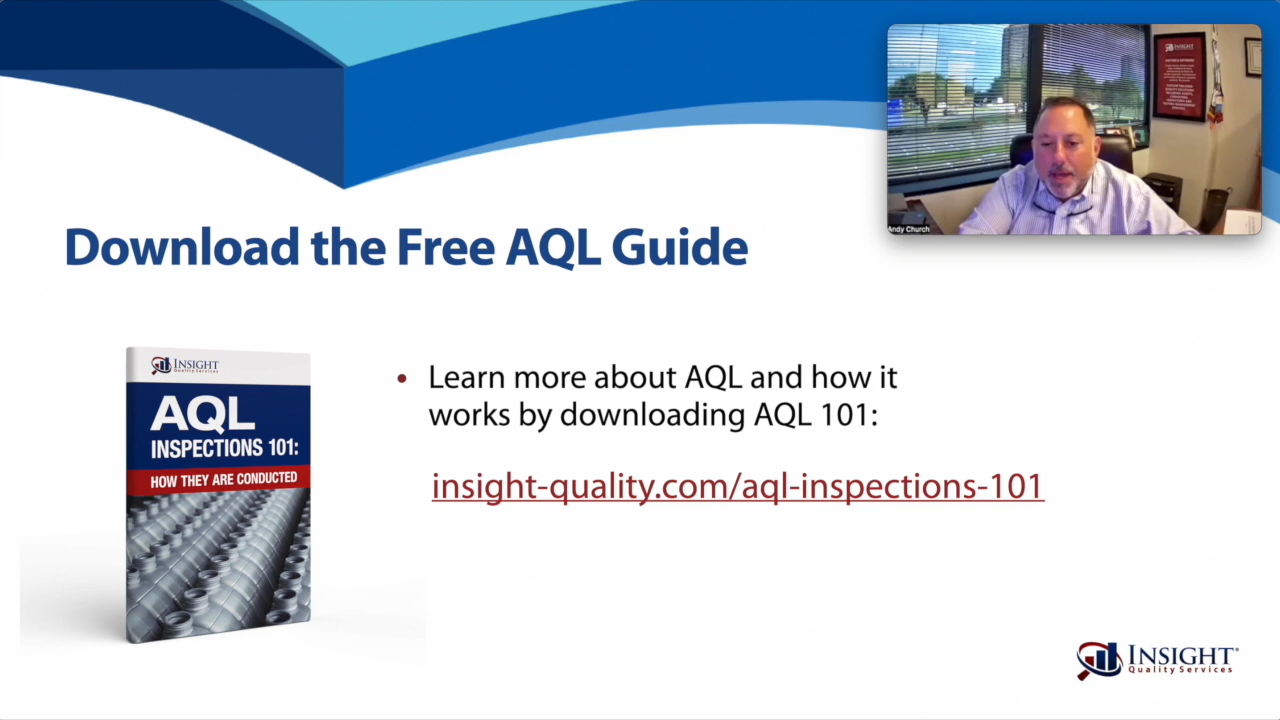 INSIGHT
Andy Church
Download the Free AQL Guide
INSIGHT
Quality Services
AQL
INSPECTIONS 101:
HOW THEY ARE CONDUCTED
• Learn more about AQL and how it
works by downloading AQL 101:
insight-quality.com/aql-inspections-101
INSIGHT®
Quality Services